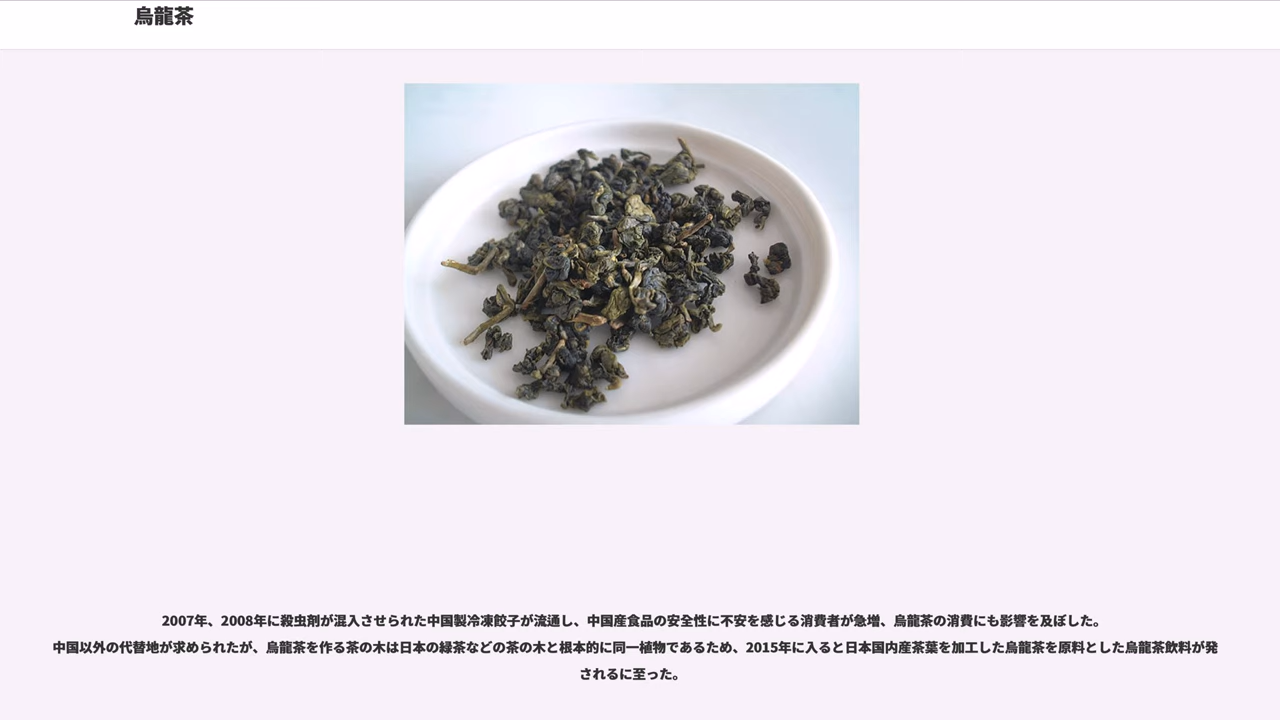 烏龍茶
2007年、2008年に殺虫剤が混入させられた中国製冷凍餃子が流通し、中国産食品の安全性に不安を感じる消費者が急増、烏龍茶の消費にも影響を及ぼした。
中国以外の代替地が求められたが、烏龍茶を作る茶の木は日本の緑茶などの茶の木と根本的に同一植物であるため、2015年に入ると日本国内産茶葉を加工した烏龍茶を原料とした烏龍茶飲料が発
されるに至った。